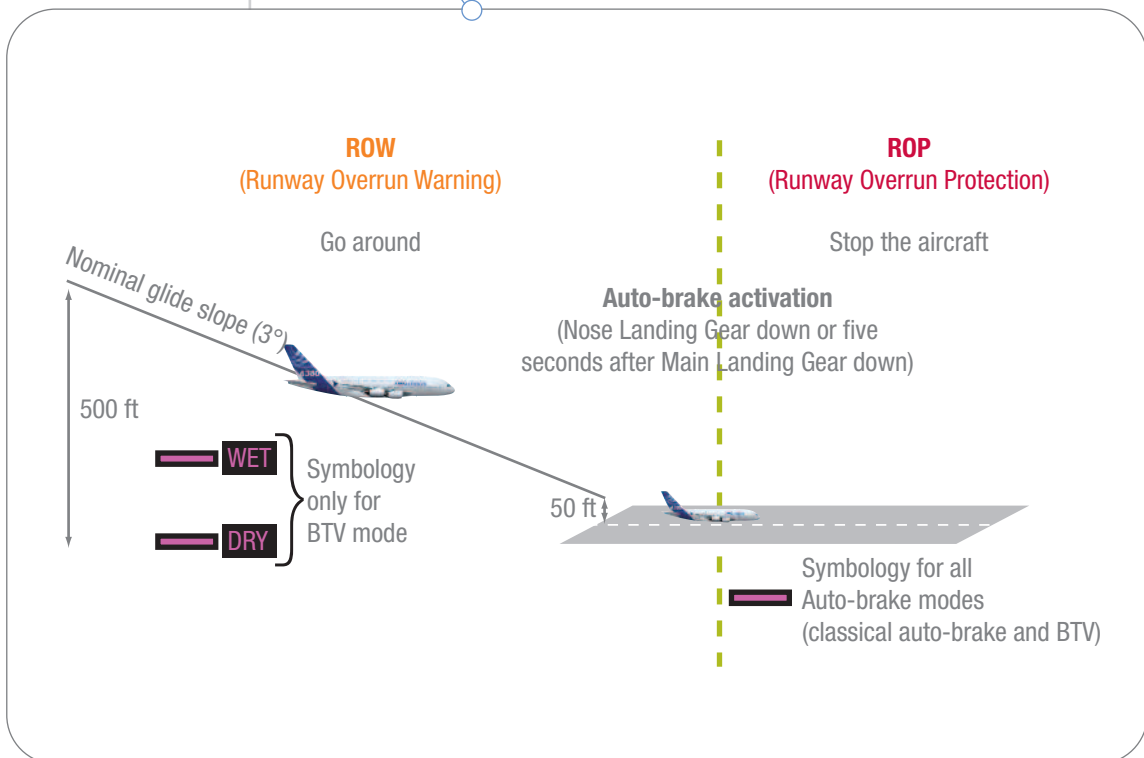 ROW
(Runway Overrun Warning)
ROP
(Runway Overrun Protection)
Go around
Stop the aircraft
Nominal glide slope (3°)
Auto-brake activation
(Nose Landing Gear down or five
seconds after Main Landing Gear down)
500 ft
WET
DRY
Symbology
only for
BTV mode
50 ft
Symbology for all
Auto-brake modes
(classical auto-brake and BTV)